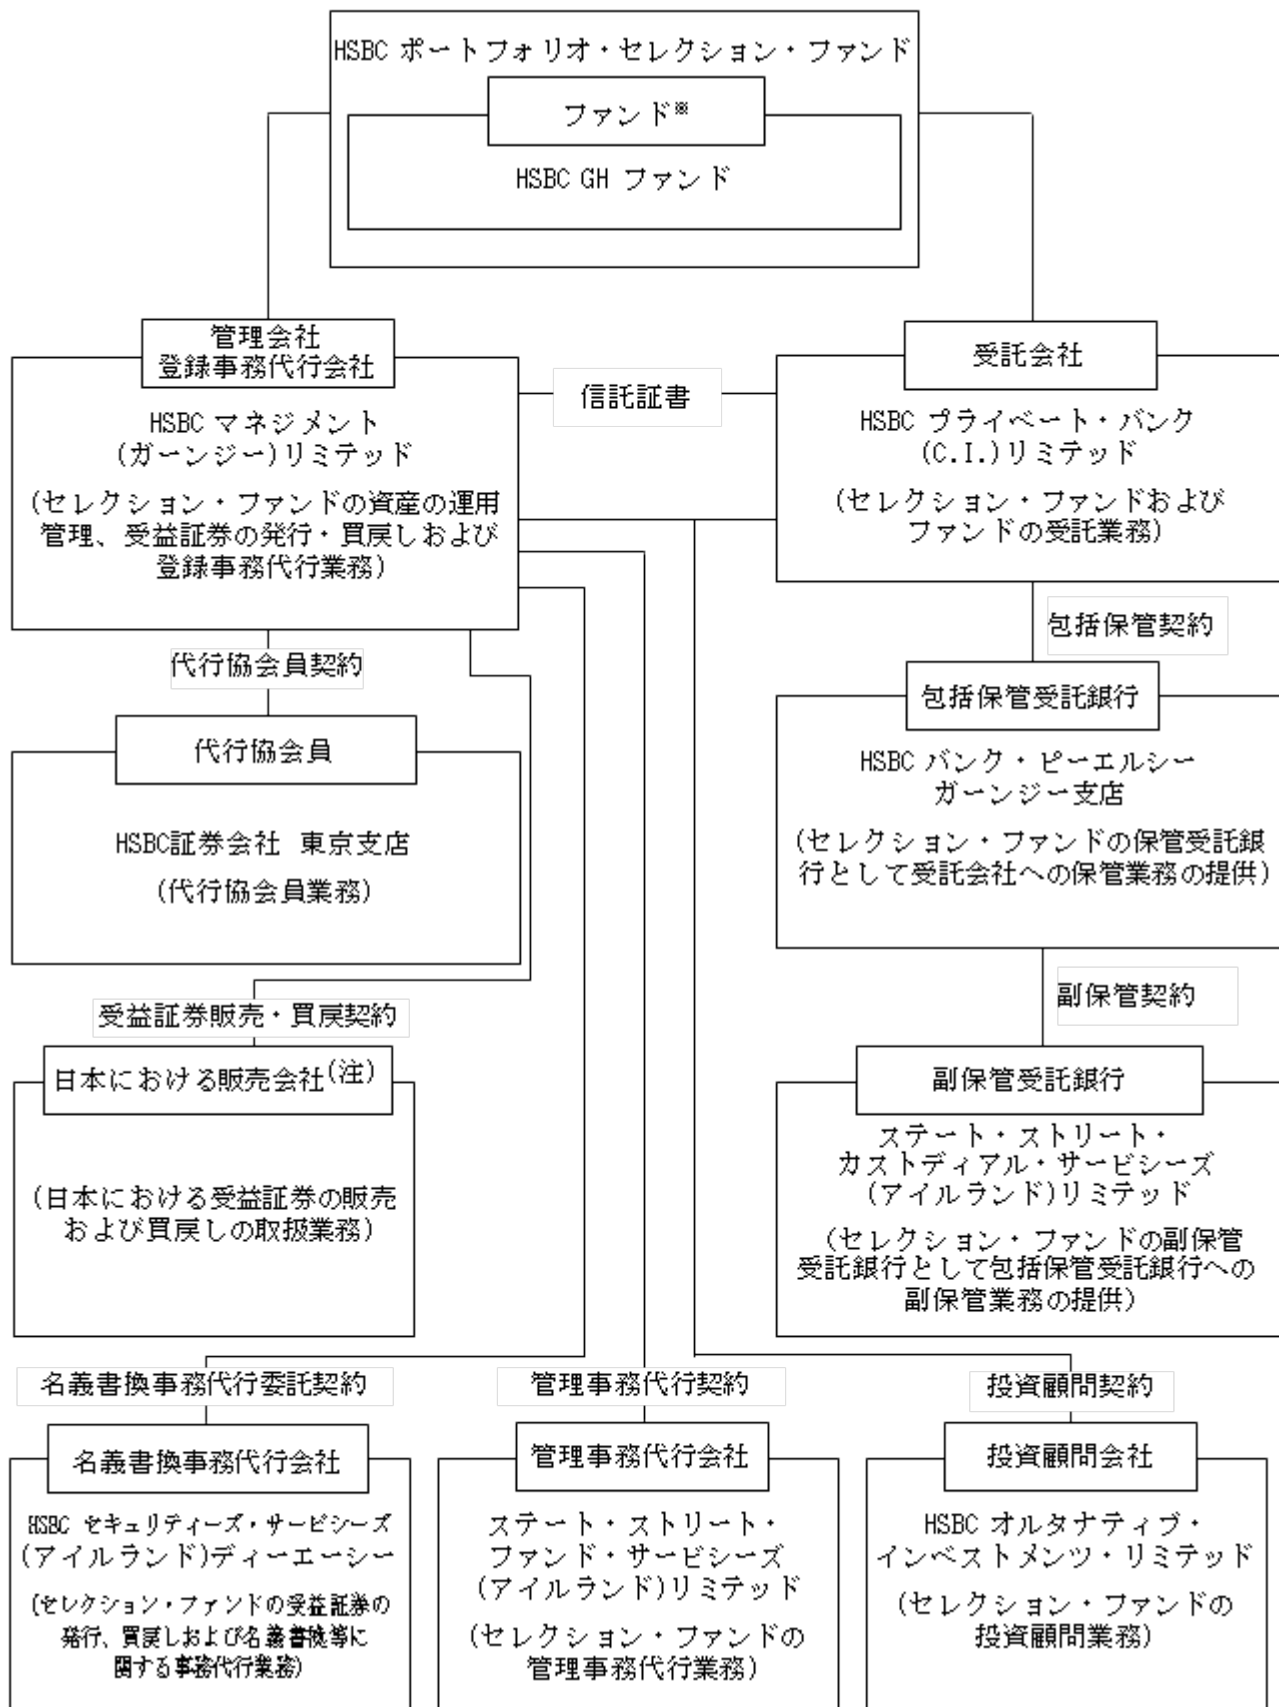 HSBC ポートフォリオ・セレクション・ファンド
ファンド※
HSBC GH ファンド
管理会社
登録事務代行会社
HSBC マネジメント
(ガーンジー)リミテッド
(セレクション・ファンドの資産の運用
管理、受益証券の発行・買戻しおよび
登録事務代行業務)
信託証書
受託会社
HSBC プライベート・バンク
(C.I.)リミテッド
(セレクション・ファンドおよび
ファンドの受託業務)
包括保管契約
代行協会員契約
包括保管受託銀行
HSBC バンク・ピーエルシー
ガーンジー支店
(セレクション・ファンドの保管受託銀
行として受託会社への保管業務の提供)
代行協会員
HSBC証券会社 東京支店
(代行協会員業務)
副保管契約
受益証券販売・買戻契約
日本における販売会社(注)
(日本における受益証券の販売
および買戻しの取扱業務)
副保管受託銀行
ステート・ストリート・
カストディアル・サービシーズ
(アイルランド)リミテッド
(セレクション・ファンドの副保管
受託銀行として包括保管受託銀行への
副保管業務の提供)
名義書換事務代行委託契約
管理事務代行契約
投資顧問契約
名義書換事務代行会社
HSBC セキュリティーズ・サービシーズ
(アイルランド)ディーエーシー
(セレクション・ファンドの受益証券の
発行、買戻しおよび名義書換等に
関する事務代行業務)
管理事務代行会社
ステート・ストリート・
ファンド・サービシーズ
(アイルランド)リミテッド
(セレクション・ファンドの
管理事務代行業務)
投資顧問会社
HSBC オルタナティブ・
インベストメンツ・リミテッド
(セレクション・ファンドの
投資顧問業務)